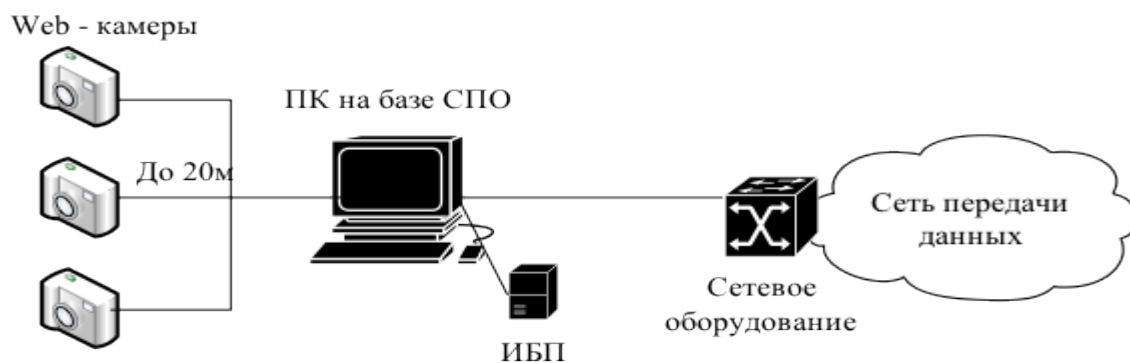 Web - камеры
ПК на базе СПО
До 20м
Сеть передачи
данных
Сетевое
оборудование
ИБП